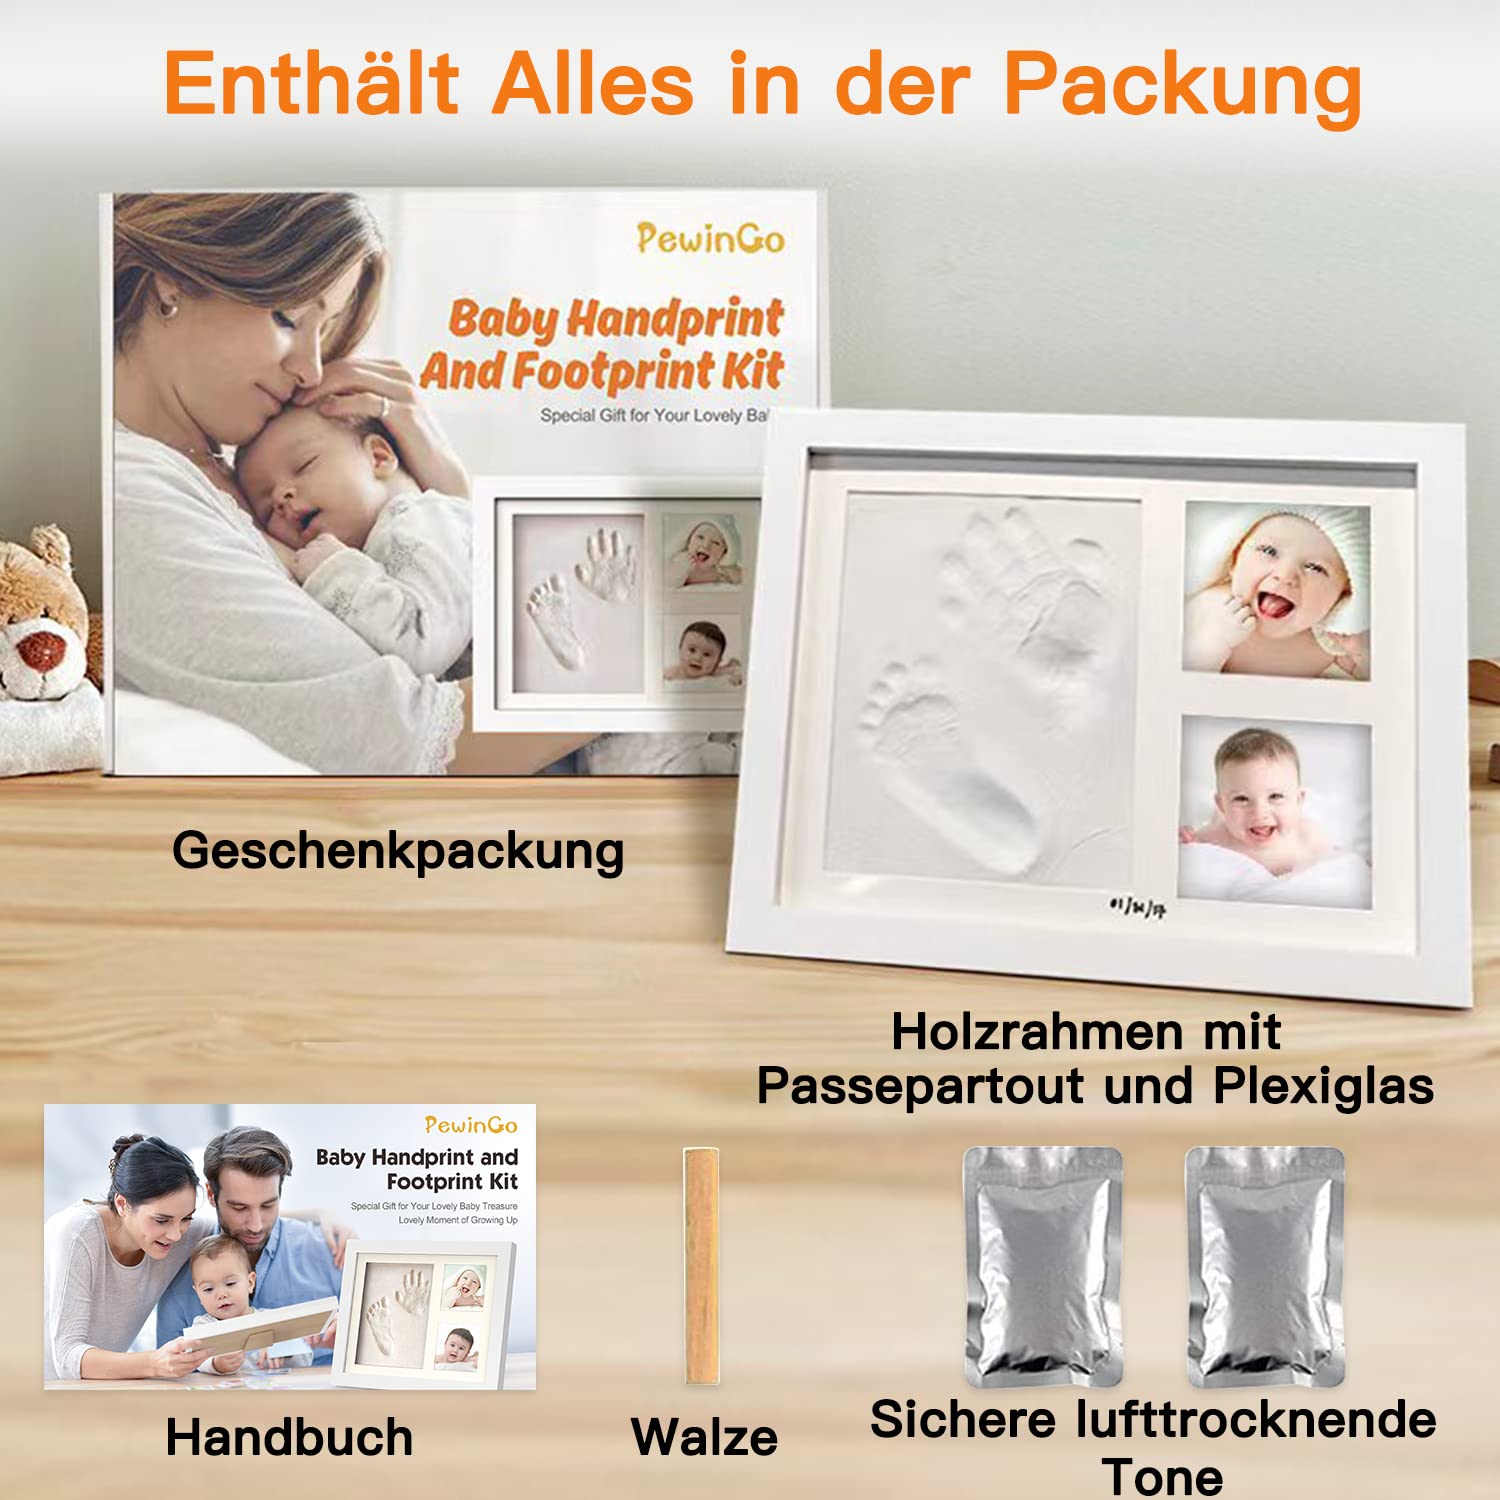 Enthält Alles in der Packung
PewinGo
Baby Handprint
And Footprint Kit
Special Gift for Your Lovely
Geschenkpackung
Holzrahmen mit
Passepartout und Plexiglas
PewinGo
Baby Handprint and
Footprint Kit
Special Gift for Your Lovely Baby Treasure
Lovely Moment of Growing Up
Handbuch
Walze
Sichere lufttrocknende
Tone